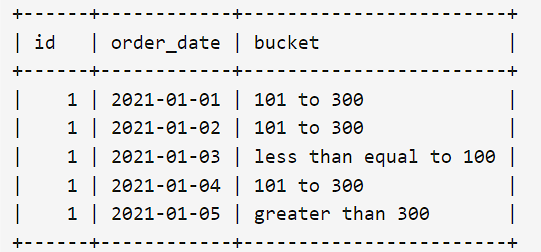 +------+------------+-------------------------+
| id   | order_date | bucket                  |
+------+------------+-------------------------+
|    1 | 2021-01-01 | 101 to 300              |
|    1 | 2021-01-02 | 101 to 300              |
|    1 | 2021-01-03 | less than equal to 100 |
|    1 | 2021-01-04 | 101 to 300              |
|    1 | 2021-01-05 | greater than 300        |
+------+------------+-------------------------+